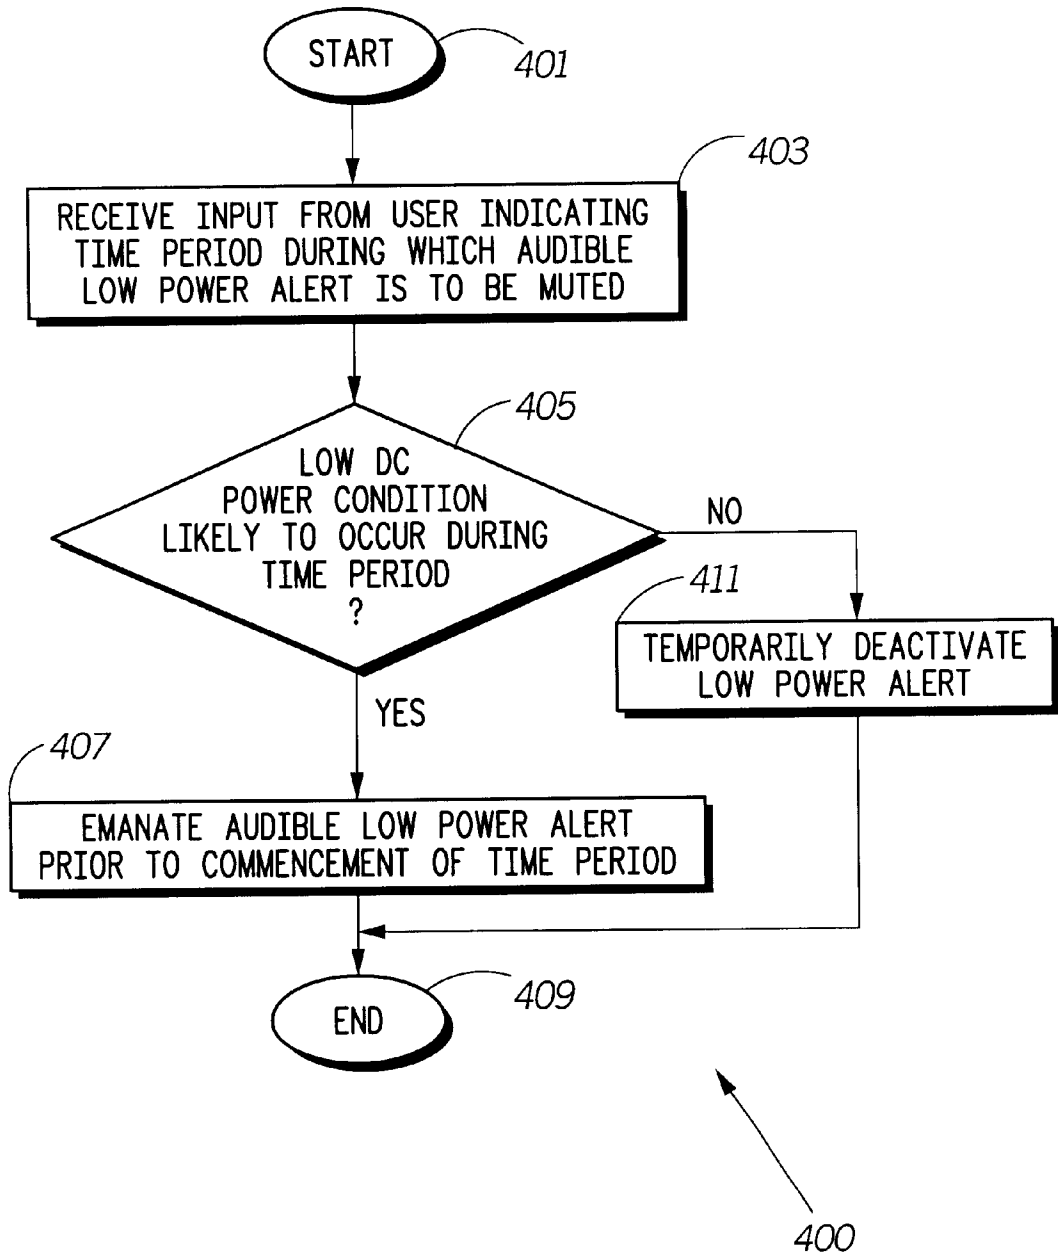 START
401
403
RECEIVE INPUT FROM USER INDICATING
TIME PERIOD DURING WHICH AUDIBLE
LOW POWER ALERT IS TO BE MUTED
405
LOW DC
POWER CONDITION
LIKELY TO OCCUR DURING
TIME PERIOD
?
NO
411
TEMPORARILY DEACTIVATE
LOW POWER ALERT
YES
407
EMANATE AUDIBLE LOW POWER ALERT
PRIOR TO COMMENCEMENT OF TIME PERIOD
END
409
400